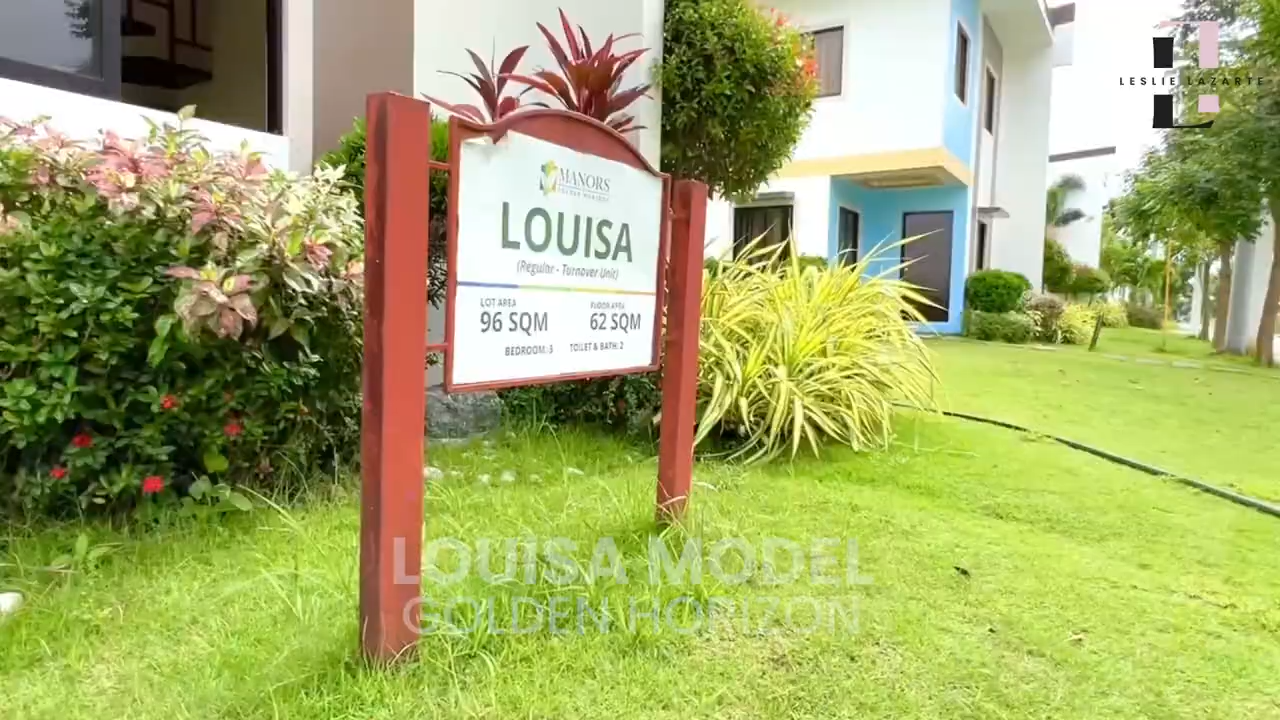 LESLIE LAZARTE
MANORS
GOLDEN HORIZON
LOUISA
(Regular - Turnover Unit)
LOT AREA
96 SQM
FLOOR AREA
62 SQM
BEDROOM: 3
TOILET & BATH: 2
LOUISA MODEL
GOLDEN HORIZON